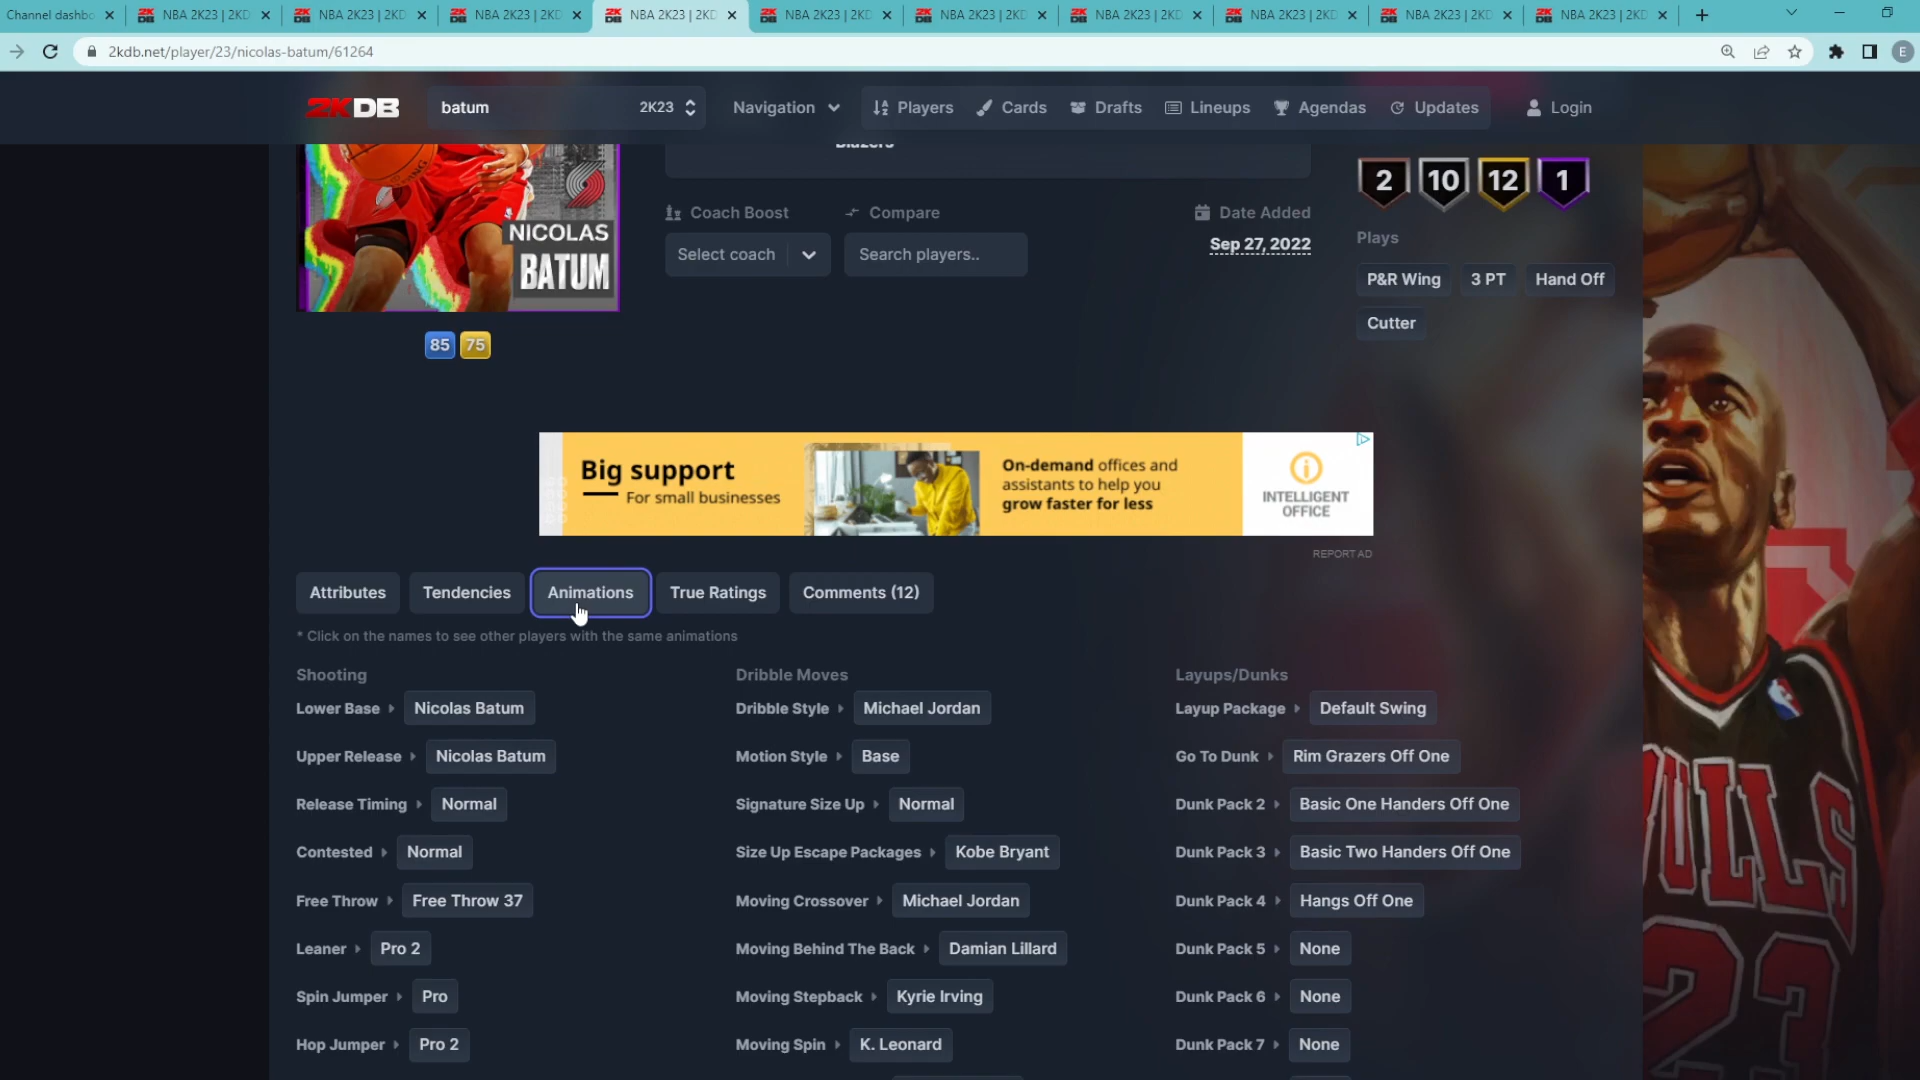 Channel dashbo
NBA 2K23 | 2KD
NBA 2K23 | 2KD
NBA 2K23 | 2KD
NBA 2K23 | 2KD
NBA 2K23 | 2KD
NBA 2K23 | 2KD
NBA 2K23 | 2KD
NBA 2K23 | 2KD
NBA 2K23 | 2KD
NBA 2K23 | 2KD
2kdb.net/player/23/nicolas-batum/61264
E
2KDB
batum
2K23
Navigation
Players
Cards
Drafts
Lineups
Agendas
Updates
Login
Blazers
NICOLAS
BATUM
85 75
Coach Boost
Select coach
Compare
Search players..
Date Added
Sep 27, 2022
2 10 12 1
Plays
P&R Wing 3 PT Hand Off
Cutter
Big support
For small businesses
On-demand offices and
assistants to help you
grow faster for less
INTELLIGENT
OFFICE
REPORT AD
Attributes Tendencies Animations True Ratings Comments (12)
* Click on the names to see other players with the same animations
Shooting
Lower Base Nicolas Batum
Upper Release Nicolas Batum
Release Timing Normal
Contested Normal
Free Throw Free Throw 37
Leaner Pro 2
Spin Jumper Pro
Hop Jumper Pro 2
Dribble Moves
Dribble Style Michael Jordan
Motion Style Base
Signature Size Up Normal
Size Up Escape Packages Kobe Bryant
Moving Crossover Michael Jordan
Moving Behind The Back Damian Lillard
Moving Stepback Kyrie Irving
Moving Spin K. Leonard
Layups/Dunks
Layup Package Default Swing
Go To Dunk Rim Grazers Off One
Dunk Pack 2 Basic One Handers Off One
Dunk Pack 3 Basic Two Handers Off One
Dunk Pack 4 Hangs Off One
Dunk Pack 5 None
Dunk Pack 6 None
Dunk Pack 7 None
ULLS
23